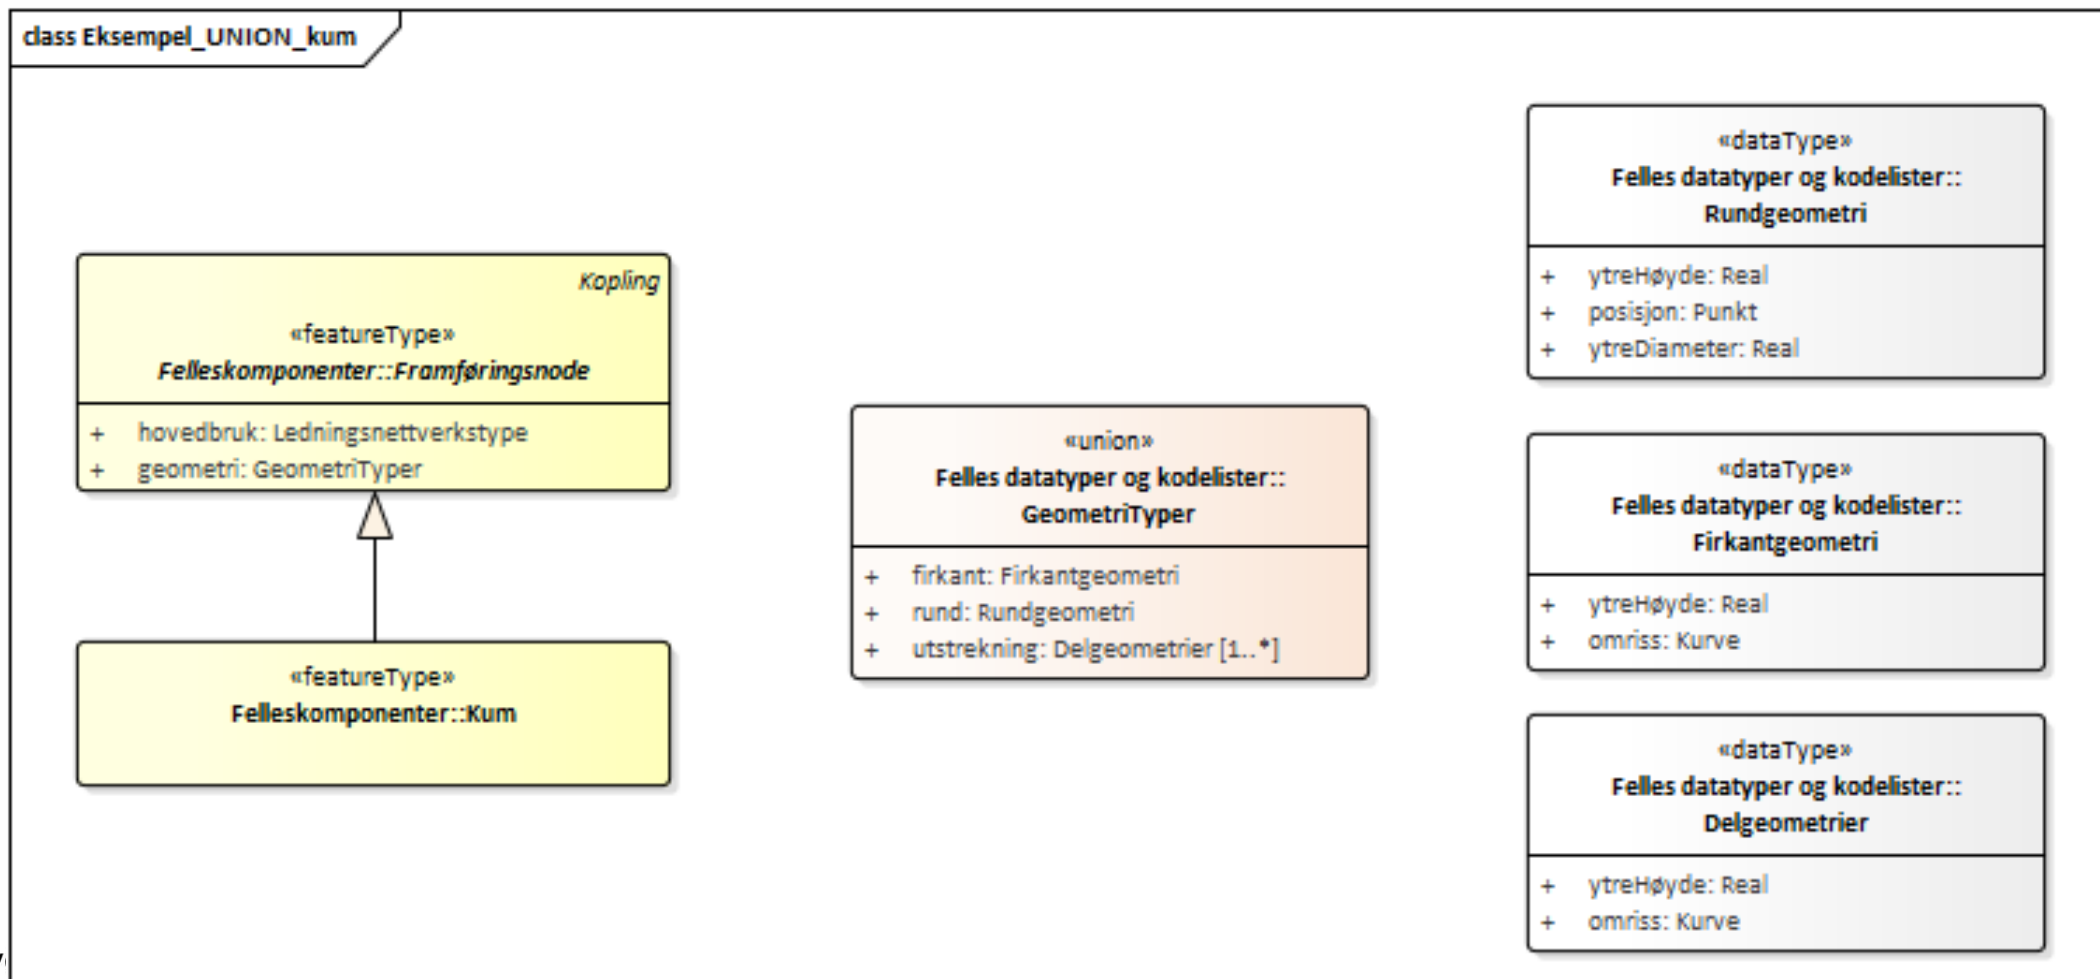 class Eksempel_UNION_kum
Kopling
«featureType»
Felleskomponenter::Framføringsnode
+ hovedbruk: Ledningsnettverkstype
+ geometri: GeometriTyper
«featureType»
Felleskomponenter::Kum
«union»
Felles datatyper og kodelister::
GeometriTyper
+ firkant: Firkantgeometri
+ rund: Rundgeometri
+ utstrekning: Delgeometrier [1..*]
«dataType»
Felles datatyper og kodelister::
Rundgeometri
+ ytreHøyde: Real
+ posisjon: Punkt
+ ytreDiameter: Real
«dataType»
Felles datatyper og kodelister::
Firkantgeometri
+ ytreHøyde: Real
+ omriss: Kurve
«dataType»
Felles datatyper og kodelister::
Delgeometrier
+ ytreHøyde: Real
+ omriss: Kurve